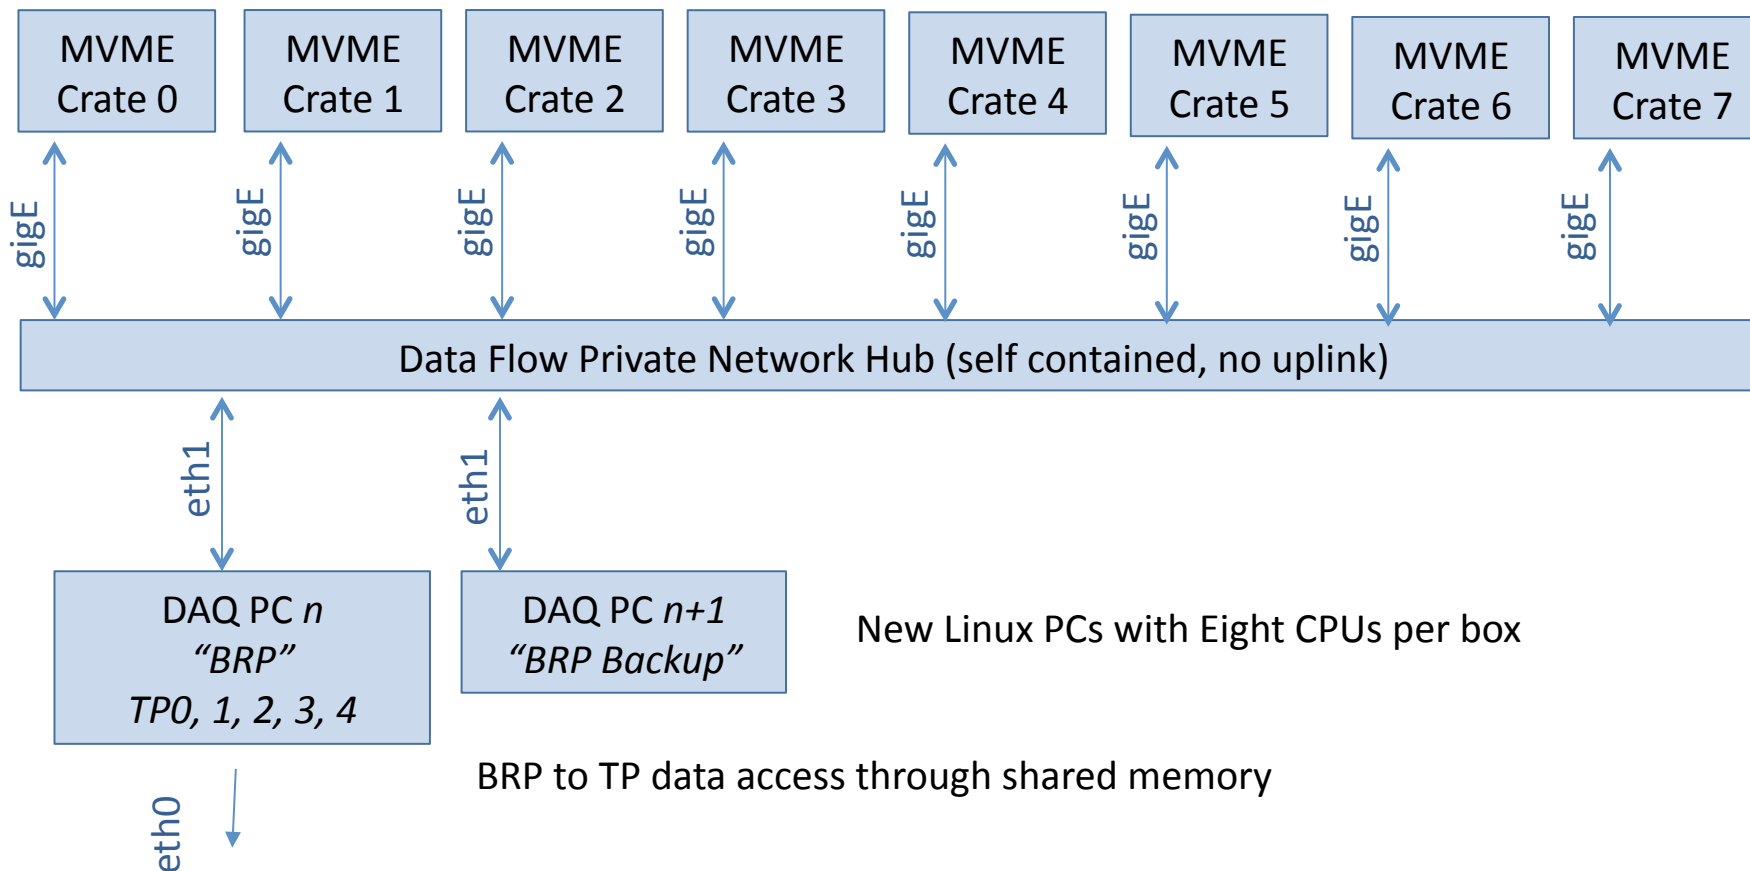 MVME
Crate 0
MVME
Crate 1
MVME
Crate 2
MVME
Crate 3
MVME
Crate 4
MVME
Crate 5
MVME
Crate 6
MVME
Crate 7
gigE
gigE
gigE
gigE
gigE
gigE
gigE
gigE
Data Flow Private Network Hub (self contained, no uplink)
eth1
eth1
DAQ PC n
“BRP”
TP0, 1, 2, 3, 4
DAQ PC n+1
“BRP Backup”
New Linux PCs with Eight CPUs per box
BRP to TP data access through shared memory
eth0